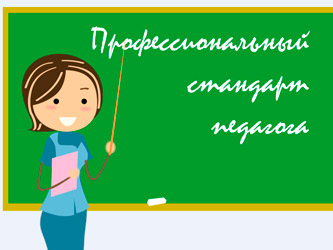 Профессиональный
стандарт
педагога